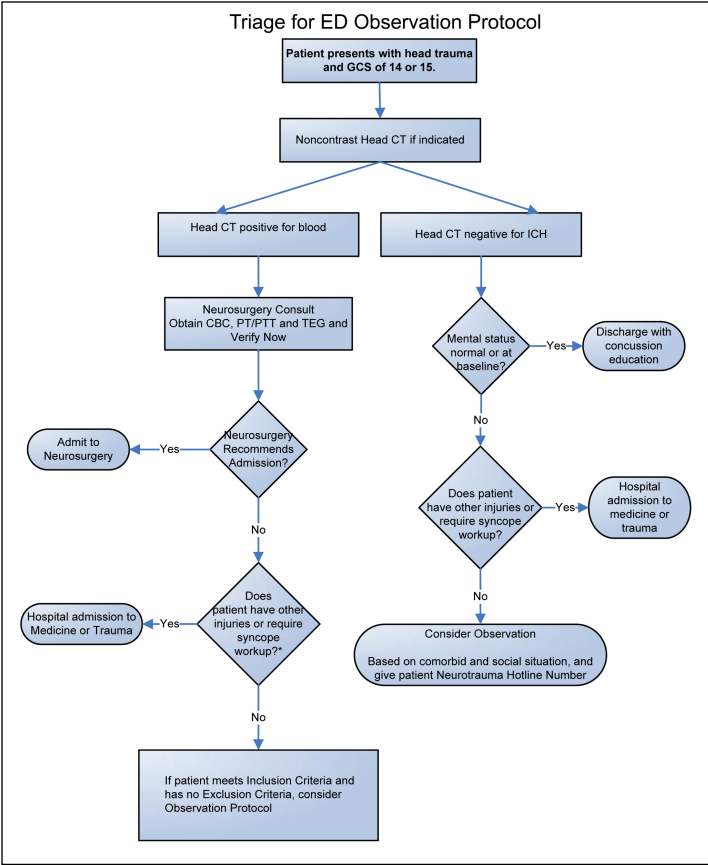 Triage for ED Observation Protocol
Patient presents with head trauma
and GCS of 14 or 15.
Noncontrast Head CT if indicated
Head CT positive for blood
Head CT negative for ICH
Neurosurgery Consult
Obtain CBC, PT/PTT and TEG and
Verify Now
Mental status
normal or at
baseline?
Yes
Discharge with
concussion
education
No
Neurosurgery
Recommends
Admission?
Yes
Admit to
Neurosurgery
No
Does patient
have other injuries or
require syncope
workup?
Yes
Hospital
admission to
medicine or
trauma
No
Does
patient have other
injuries or require
syncope
workup?*
Yes
Hospital admission to
Medicine or Trauma
No
Consider Observation
Based on comorbid and social situation, and
give patient Neurotrauma Hotline Number
If patient meets Inclusion Criteria and
has no Exclusion Criteria, consider
Observation Protocol